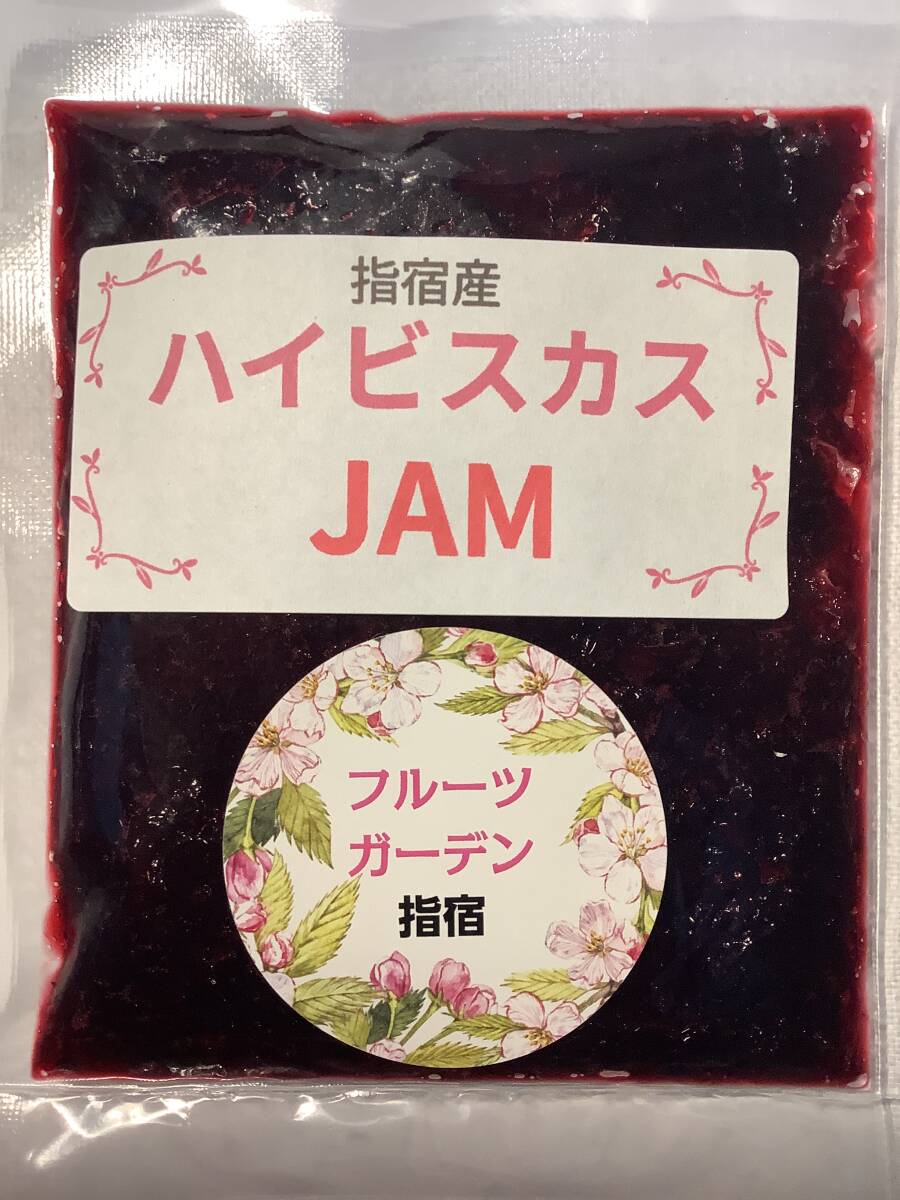 指宿産
ハイビスカス
JAM
フルーツ
ガーデン
指宿